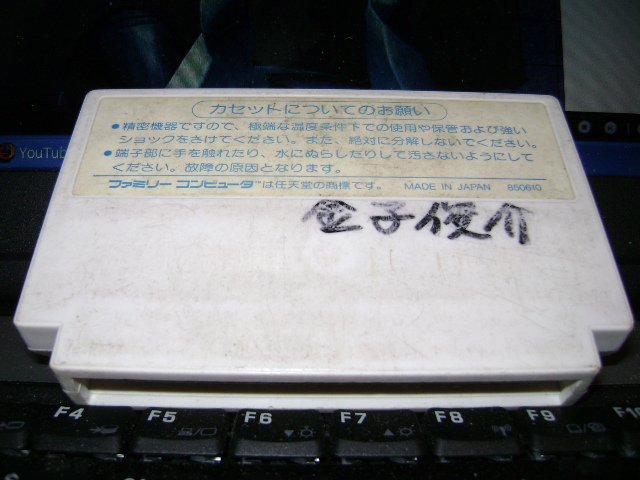 カセットについてのお願い
●精密機器ですので、極端な温度条件下での使用や保管および強い
ショックをさけてください。また、絶対に分解しないでください。
●端子部に手を触れたり、水にぬらしたりして汚さないようにして
ください。故障の原因となります。
ファミリー コンピュータ™は任天堂の商標です。 MADE IN JAPAN 850610
金子俊介
YouTub
F4 F5 F6 F7 F8 F9 F10